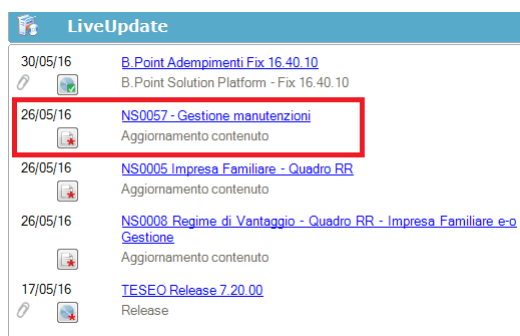 LiveUpdate
30/05/16 B.Point Adempimenti Fix 16.40.10
B.Point Solution Platform - Fix 16.40.10
26/05/16 NS0057 - Gestione manutenzioni
Aggiornamento contenuto
26/05/16 NS0005 Impresa Familiare - Quadro RR
Aggiornamento contenuto
26/05/16 NS0008 Regime di Vantaggio - Quadro RR - Impresa Familiare e-o
Gestione
Aggiornamento contenuto
17/05/16 TESEO Release 7.20.00
Release